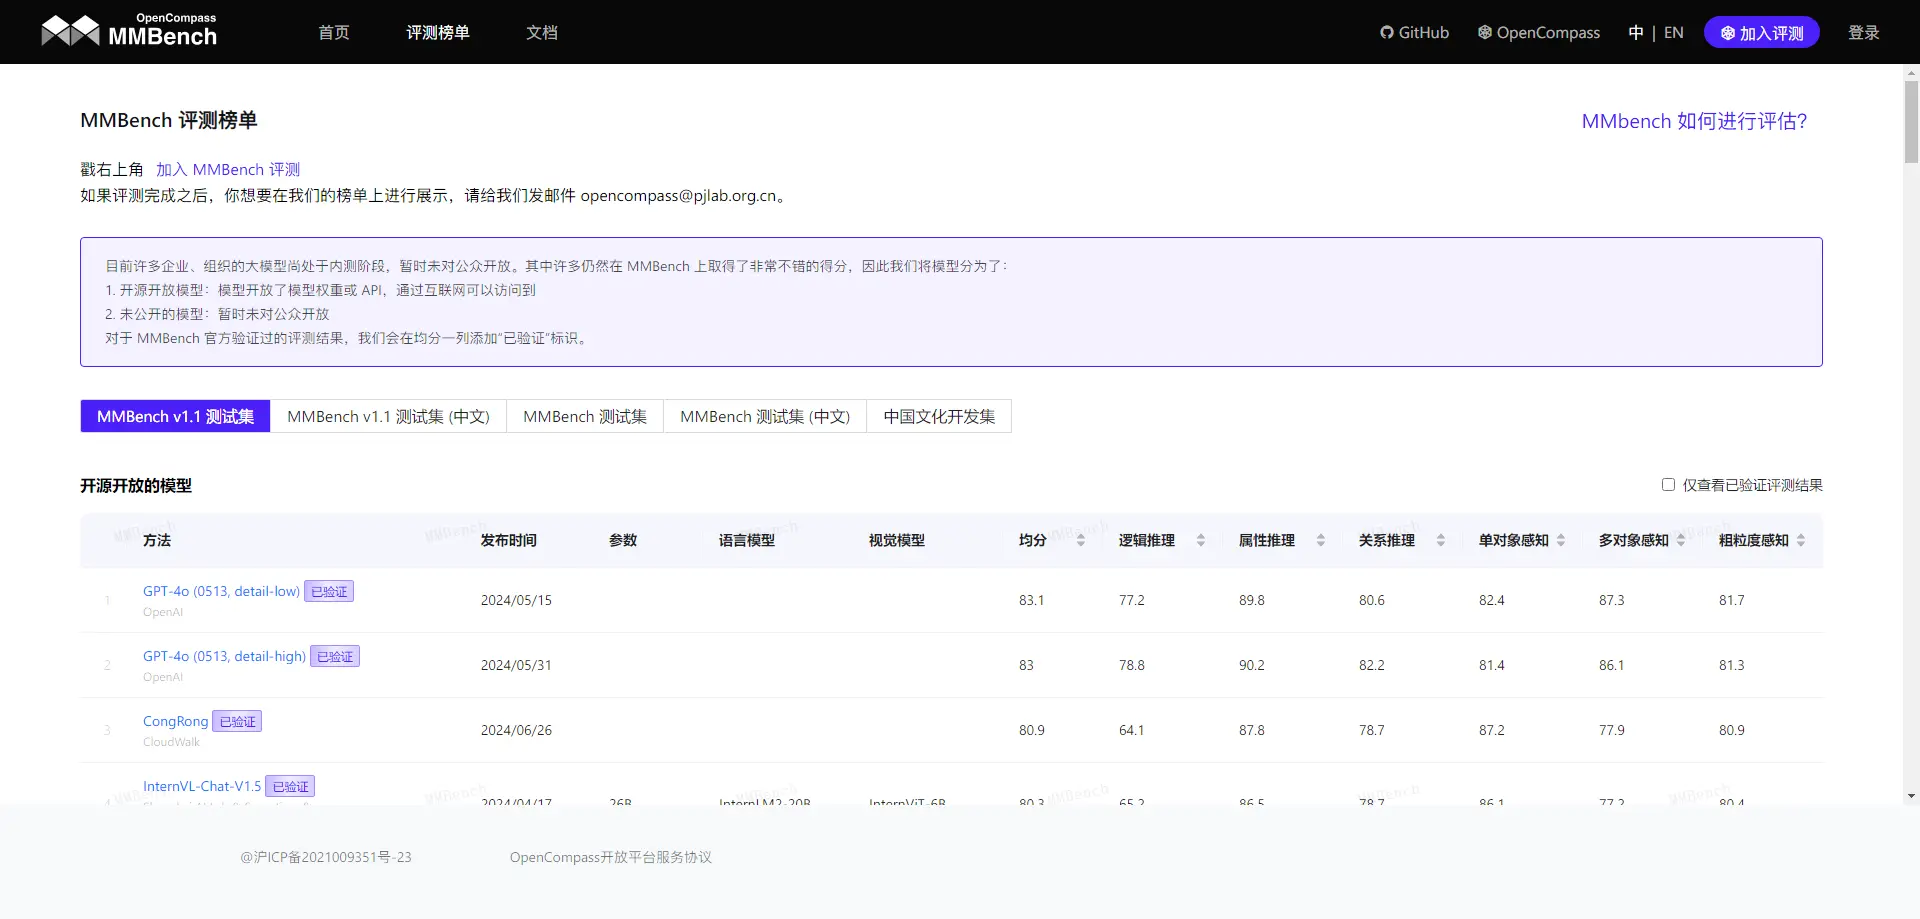 OpenCompass
MMBench
首页
评测榜单
文档
GitHub
OpenCompass
中 | EN
加入评测
登录
MMBench 评测榜单
MMbench 如何进行评估?
戳右上角 加入 MMBench 评测
如果评测完成之后，你想要在我们的榜单上进行展示，请给我们发邮件 opencompass@pjlab.org.cn。
目前许多企业、组织的大模型尚处于内测阶段，暂时未对公众开放。其中许多仍然在 MMBench 上取得了非常不错的得分，因此我们将模型分为了：
1. 开源开放模型：模型开放了模型权重或 API，通过互联网可以访问到
2. 未公开的模型：暂时未对公众开放
对于 MMBench 官方验证过的评测结果，我们会在均分一列添加“已验证”标识。
MMBench v1.1 测试集
MMBench v1.1 测试集 (中文)
MMBench 测试集
MMBench 测试集 (中文)
中国文化开发集
开源开放的模型
仅查看已验证评测结果
方法 发布时间 参数 语言模型 视觉模型 均分 逻辑推理 属性推理 关系推理 单对象感知 多对象感知 粗粒度感知
1 GPT-4o (0513, detail-low) 已验证 2024/05/15 83.1 77.2 89.8 80.6 82.4 87.3 81.7
OpenAI
2 GPT-4o (0513, detail-high) 已验证 2024/05/31 83 78.8 90.2 82.2 81.4 86.1 81.3
OpenAI
3 CongRong 已验证 2024/06/26 80.9 64.1 87.8 78.7 87.2 77.9 80.9
CloudWalk
InternVL-Chat-V1.5 已验证
4 2024/04/17 26B InternLM2-20B InternViT-6B 80.3 65.2 86.5 78.7 86.1 77.2 80.4
@沪ICP备2021009351号-23
OpenCompass开放平台服务协议